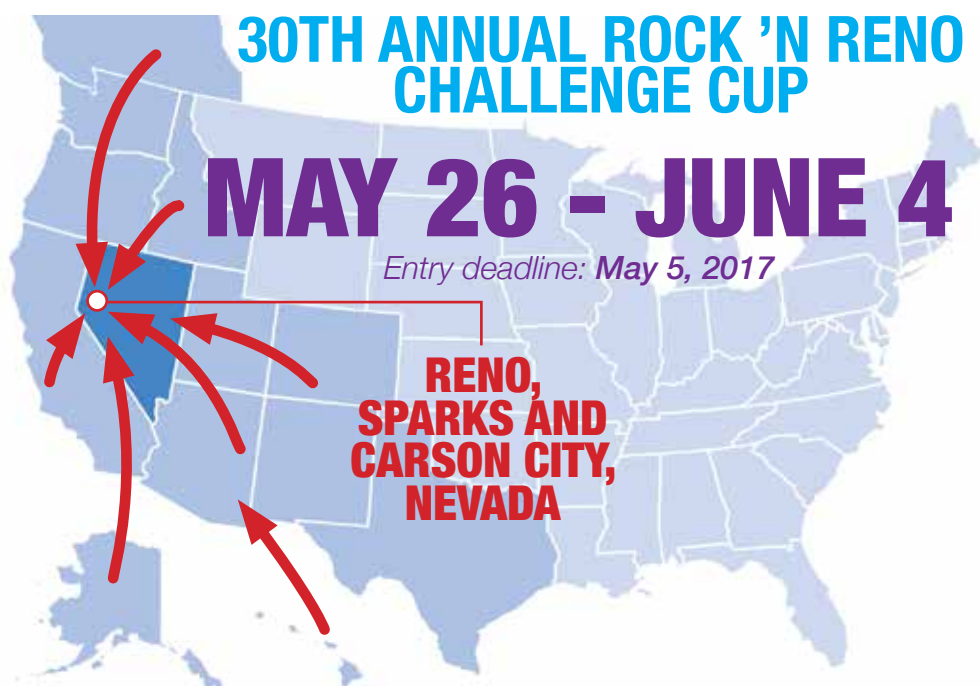 30TH ANNUAL ROCK ’N RENO
CHALLENGE CUP
MAY 26 - JUNE 4
Entry deadline: May 5, 2017
RENO,
SPARKS AND
CARSON CITY,
NEVADA